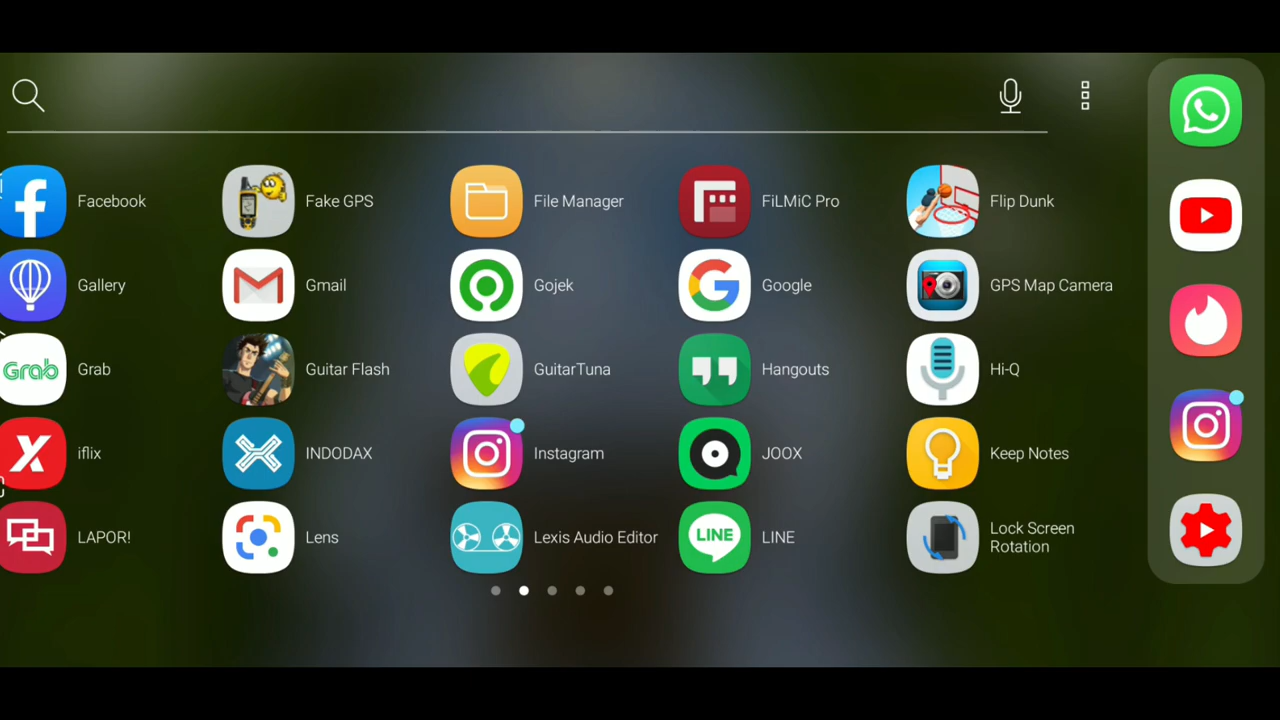 Facebook
Fake GPS
File Manager
FiLMiC Pro
Flip Dunk
Gallery
Gmail
Gojek
Google
GPS Map Camera
Grab
Grab
Guitar Flash
GuitarTuna
Hangouts
Hi-Q
iflix
INDODAX
Instagram
JOOX
Keep Notes
LAPOR!
Lens
Lexis Audio Editor
LINE
LINE
Lock Screen
Rotation